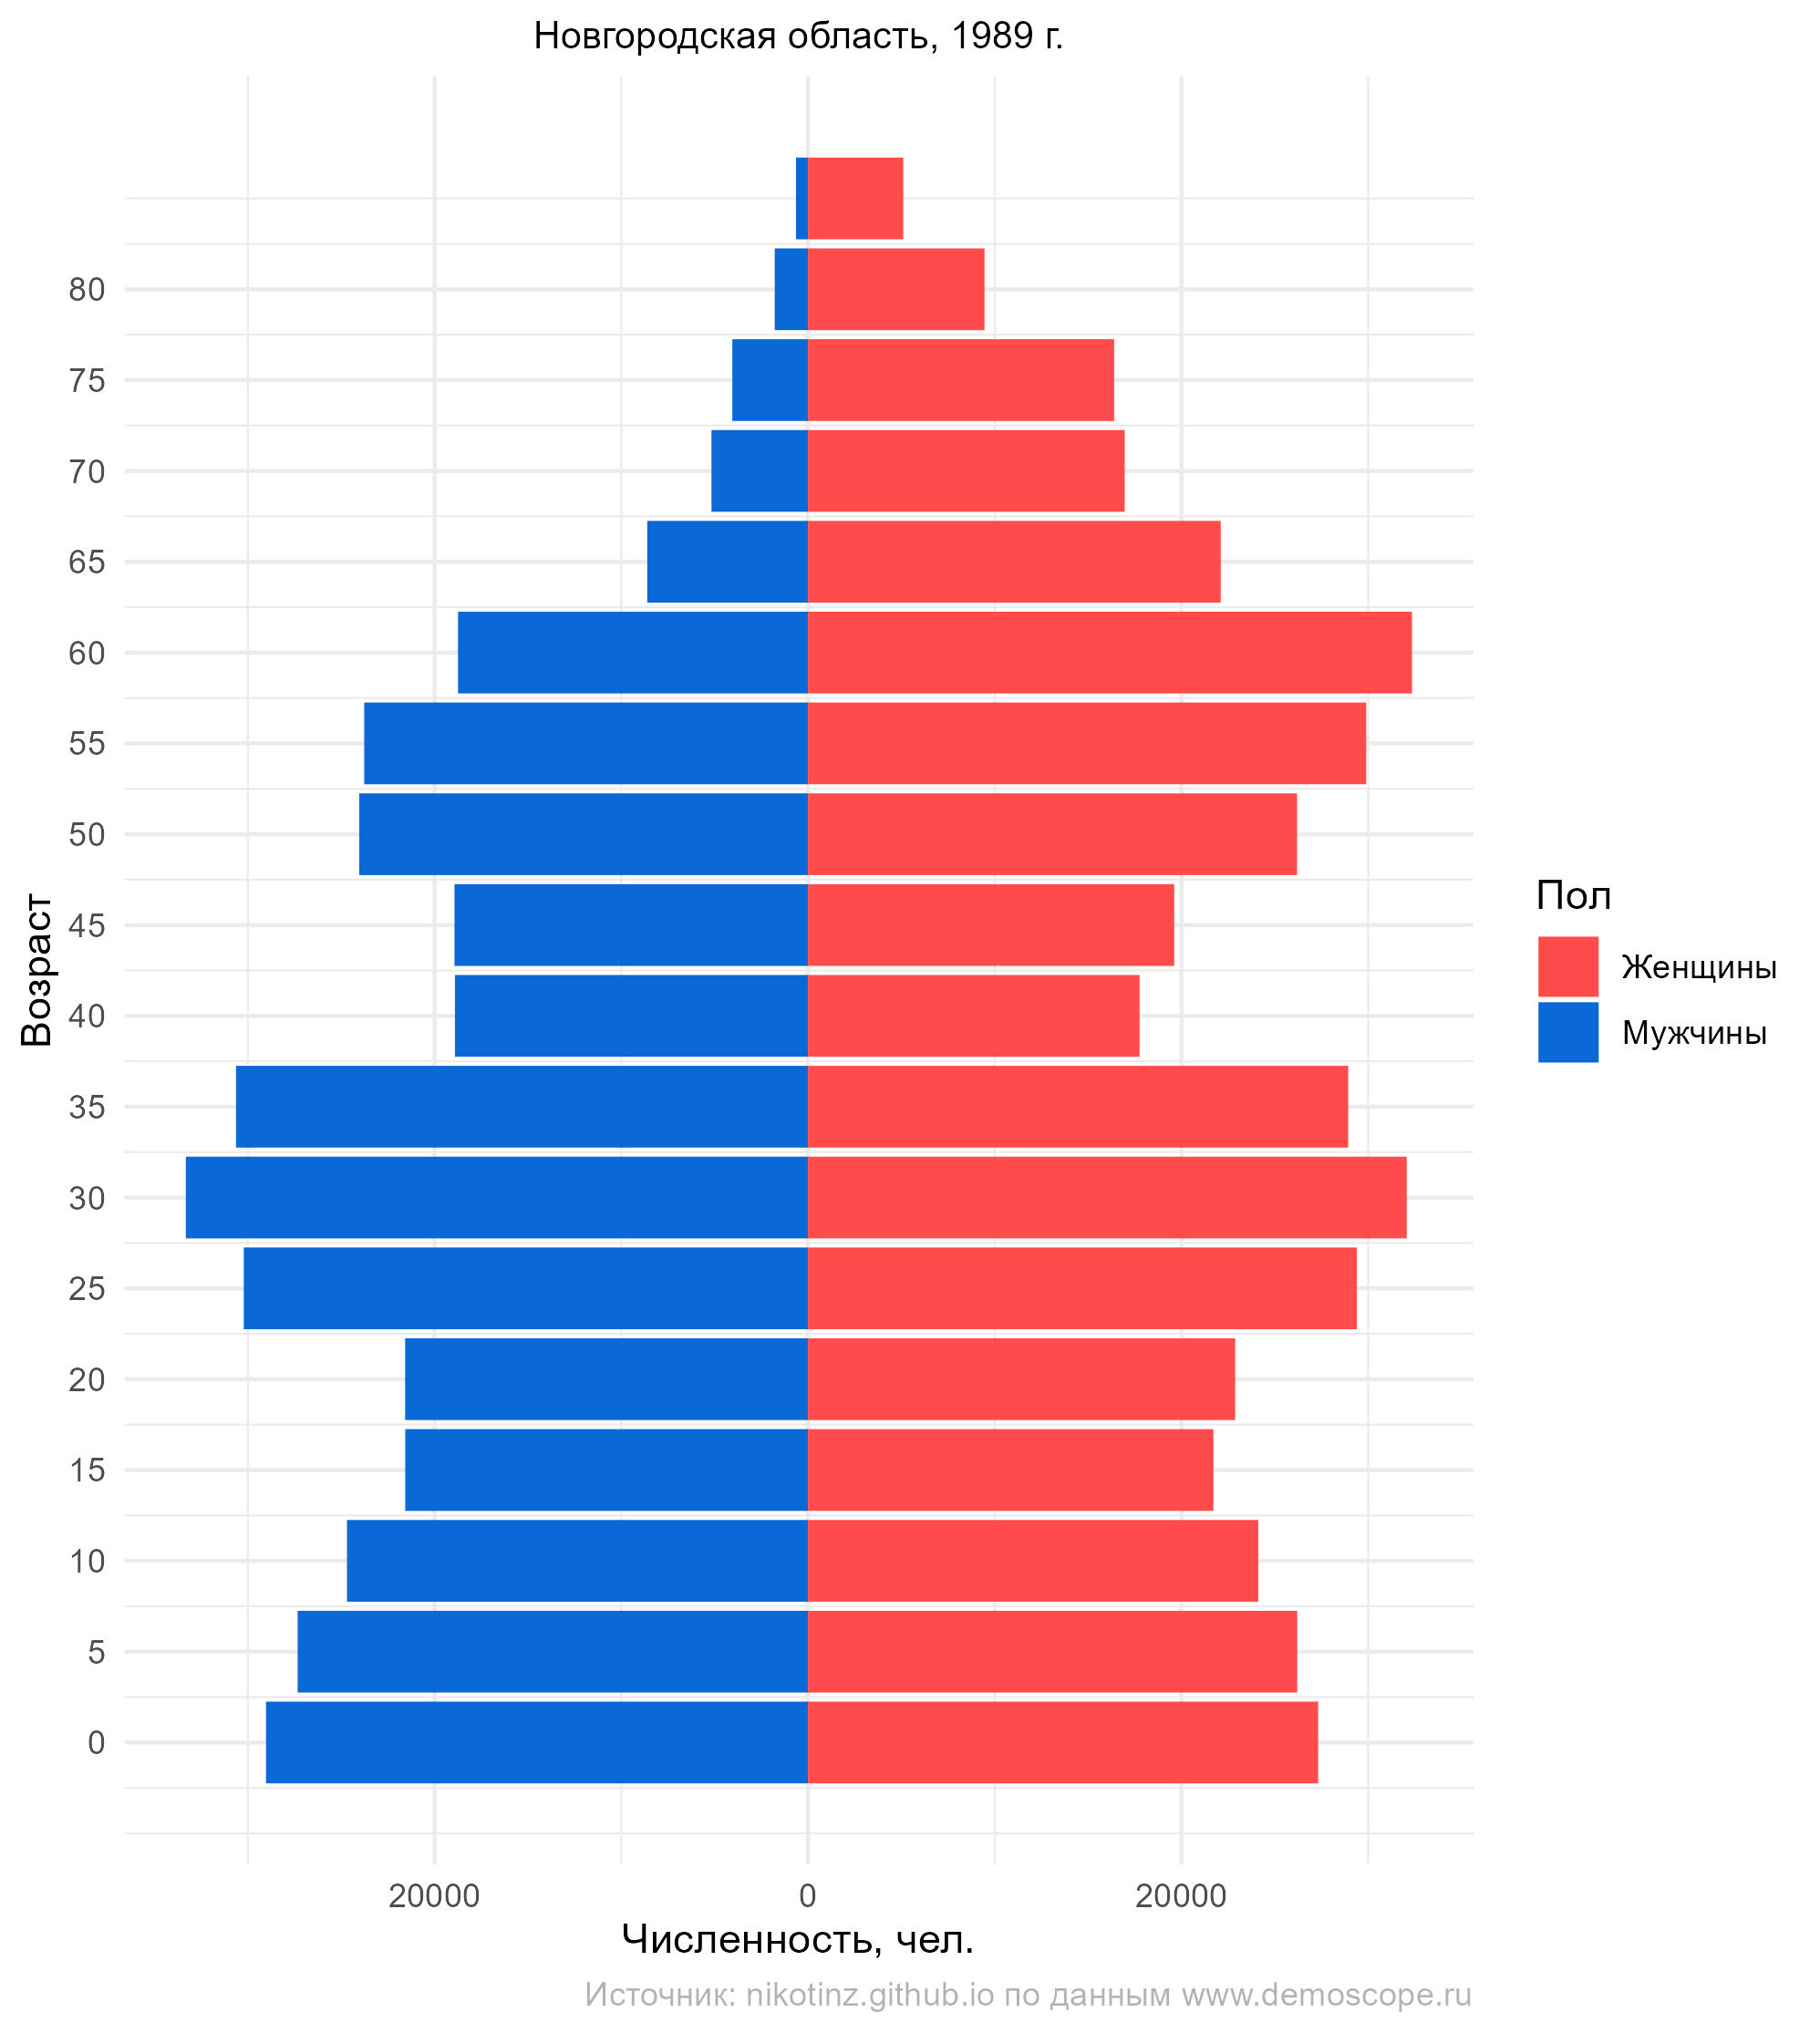 Новгородская область, 1989 г.
80
75
70
65
60
55
50
45
40
35
30
25
20
15
10
5
0
Возраст
20000 0 20000
Численность, чел.
Пол
Женщины
Мужчины
Источник: nikotinz.github.io по данным www.demoscope.ru